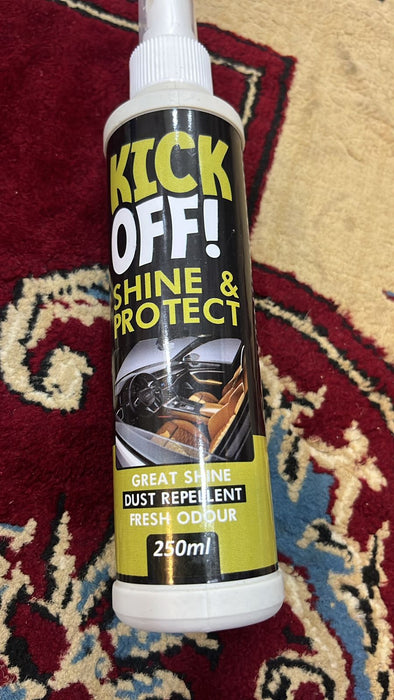 KICK
OFF!
SHINE &
PROTECT
GREAT SHINE
DUST REPELLENT
FRESH ODOUR
250ml